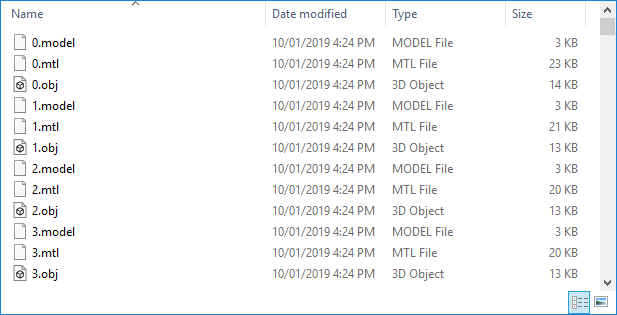 Name Date modified Type Size
0.model 10/01/2019 4:24 PM MODEL File 3 KB
0.mtl 10/01/2019 4:24 PM MTL File 23 KB
0.obj 10/01/2019 4:24 PM 3D Object 14 KB
1.model 10/01/2019 4:24 PM MODEL File 3 KB
1.mtl 10/01/2019 4:24 PM MTL File 21 KB
1.obj 10/01/2019 4:24 PM 3D Object 13 KB
2.model 10/01/2019 4:24 PM MODEL File 3 KB
2.mtl 10/01/2019 4:24 PM MTL File 20 KB
2.obj 10/01/2019 4:24 PM 3D Object 13 KB
3.model 10/01/2019 4:24 PM MODEL File 3 KB
3.mtl 10/01/2019 4:24 PM MTL File 20 KB
3.obj 10/01/2019 4:24 PM 3D Object 13 KB